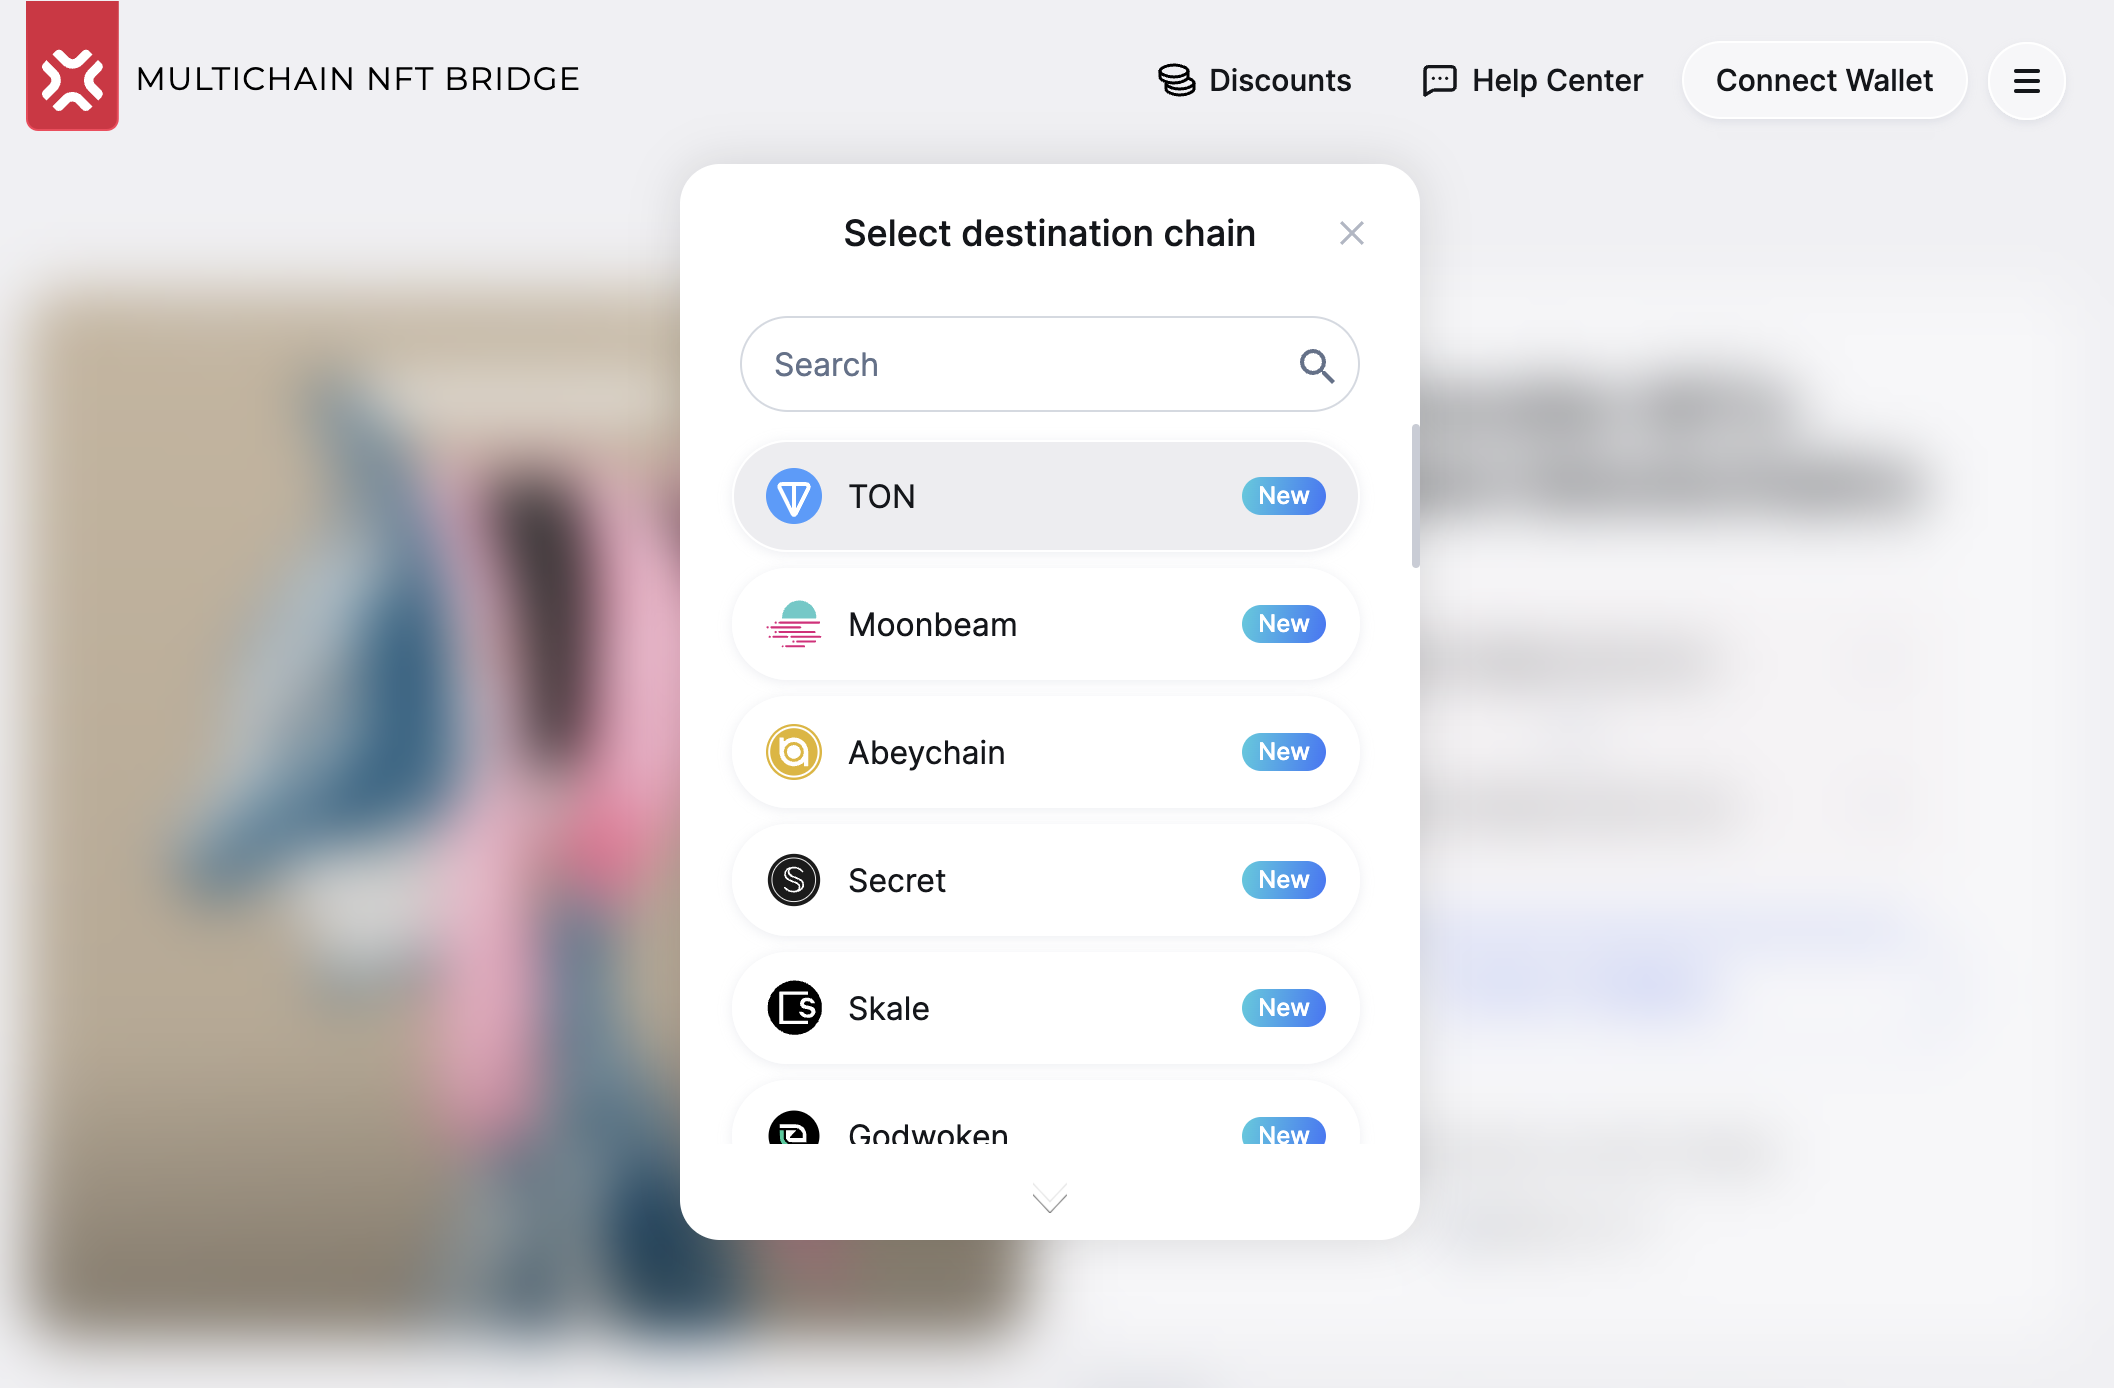 MULTICHAIN NFT BRIDGE
Discounts
Help Center
Connect Wallet
Select destination chain
Search
TON
New
Moonbeam
New
Abeychain
New
Secret
New
Skale
New
Godwoken
New